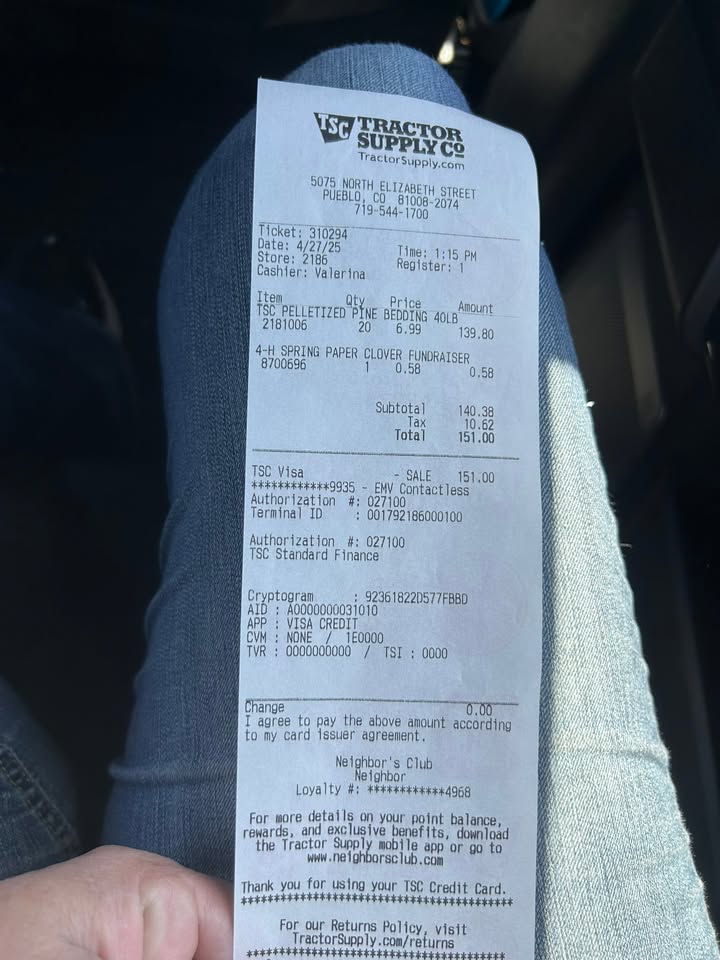 TSC TRACTOR
SUPPLY CO
TractorSupply.com
5075 NORTH ELIZABETH STREET
PUEBLO, CO 81008-2074
719-544-1700
Ticket: 310294
Date: 4/27/25 Time: 1:15 PM
Store: 2186 Register: 1
Cashier: Valerina
Item Qty Price Amount
TSC PELLETIZED PINE BEDDING 40LB
2181006 20 6.99 139.80
4-H SPRING PAPER CLOVER FUNDRAISER
8700696 1 0.58 0.58
Subtotal 140.38
Tax 10.62
Total 151.00
TSC Visa - SALE 151.00
************9935 - EMV Contactless
Authorization #: 027100
Terminal ID : 001792186000100
Authorization #: 027100
TSC Standard Finance
Cryptogram : 92361822D577FBBD
AID : A0000000031010
APP : VISA CREDIT
CVM : NONE / 1E0000
TVR : 0000000000 / TSI : 0000
Change 0.00
I agree to pay the above amount according
to my card issuer agreement.
Neighbor's Club
Neighbor
Loyalty #: ************4968
For more details on your point balance,
rewards, and exclusive benefits, download
the Tractor Supply mobile app or go to
www.neighborsclub.com
Thank you for using your TSC Credit Card.
****************************************
For our Returns Policy, visit
TractorSupply.com/returns
****************************************